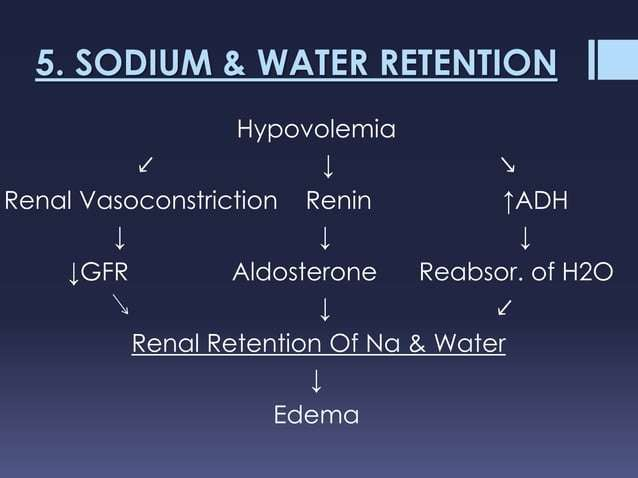 5. SODIUM & WATER RETENTION
Hypovolemia
↙ ↓ ↘
Renal Vasoconstriction Renin ↑ADH
↓ ↓ ↓
↓GFR Aldosterone Reabsor. of H2O
↘ ↓ ↙
Renal Retention Of Na & Water
↓
Edema